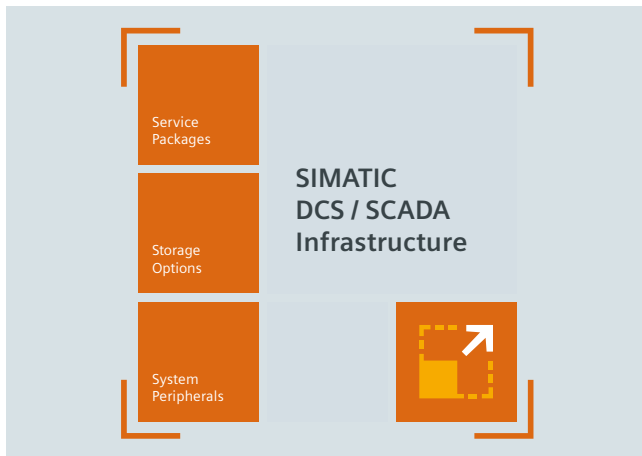 Service
Packages
SIMATIC
DCS / SCADA
Infrastructure
Storage
Options
System
Peripherals